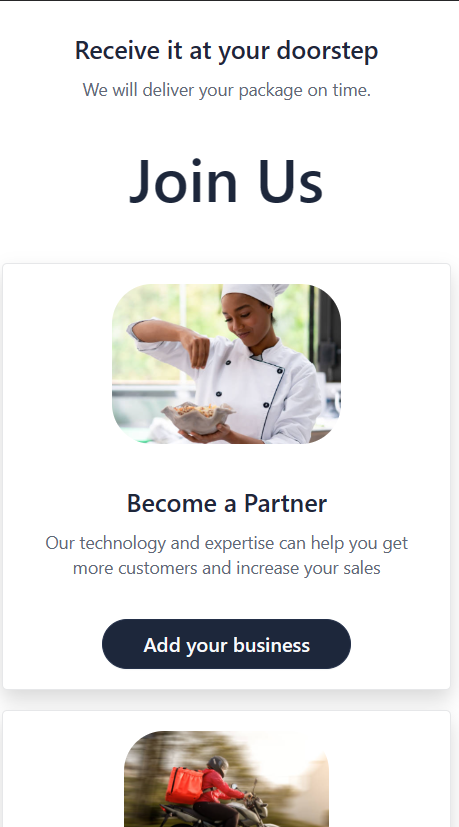 Receive it at your doorstep
We will deliver your package on time.
Join Us
Become a Partner
Our technology and expertise can help you get
more customers and increase your sales
Add your business